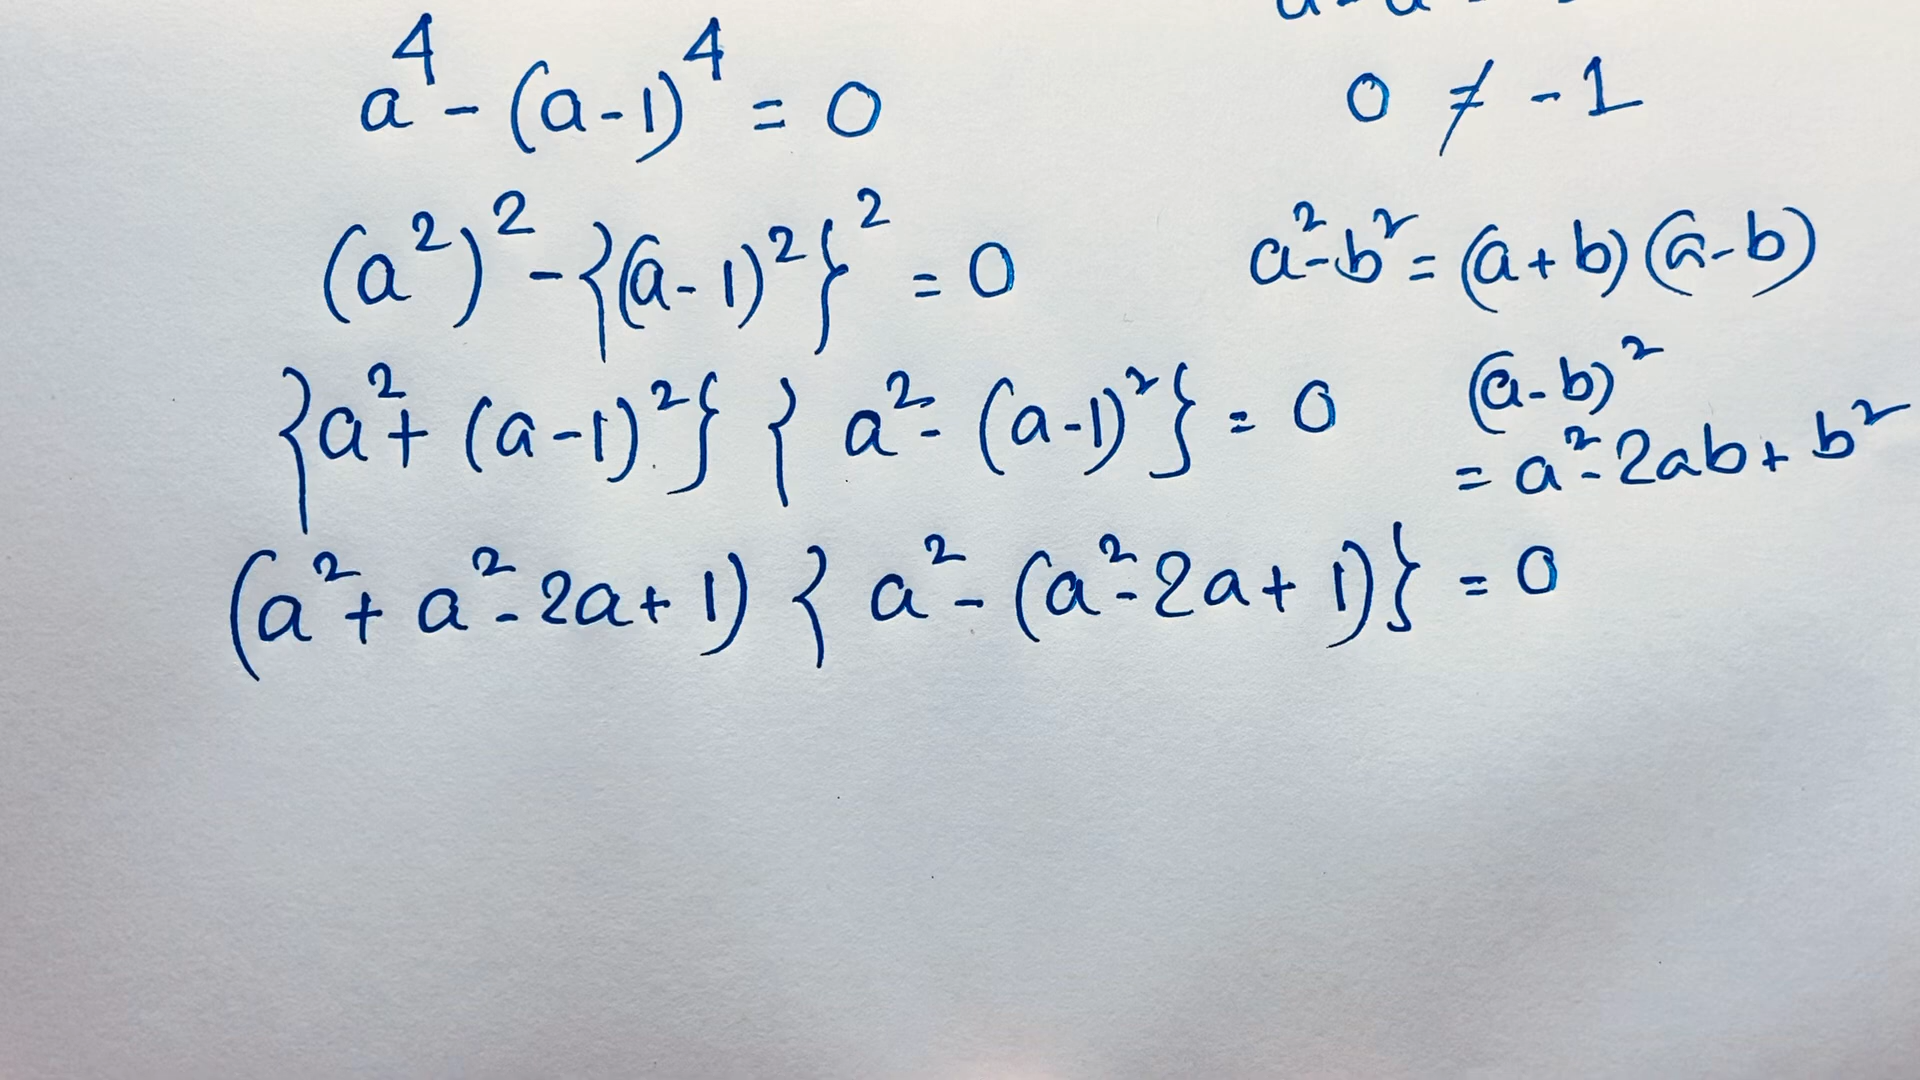 a⁴ - (a-1)⁴ = 0
0 ≠ -1
(a²)² - {(a-1)²}² = 0
a²-b² = (a+b)(a-b)
{a² + (a-1)²} {a² - (a-1)²} = 0
(a-b)²
= a²-2ab+b²
(a² + a² - 2a + 1) {a² - (a² - 2a + 1)} = 0